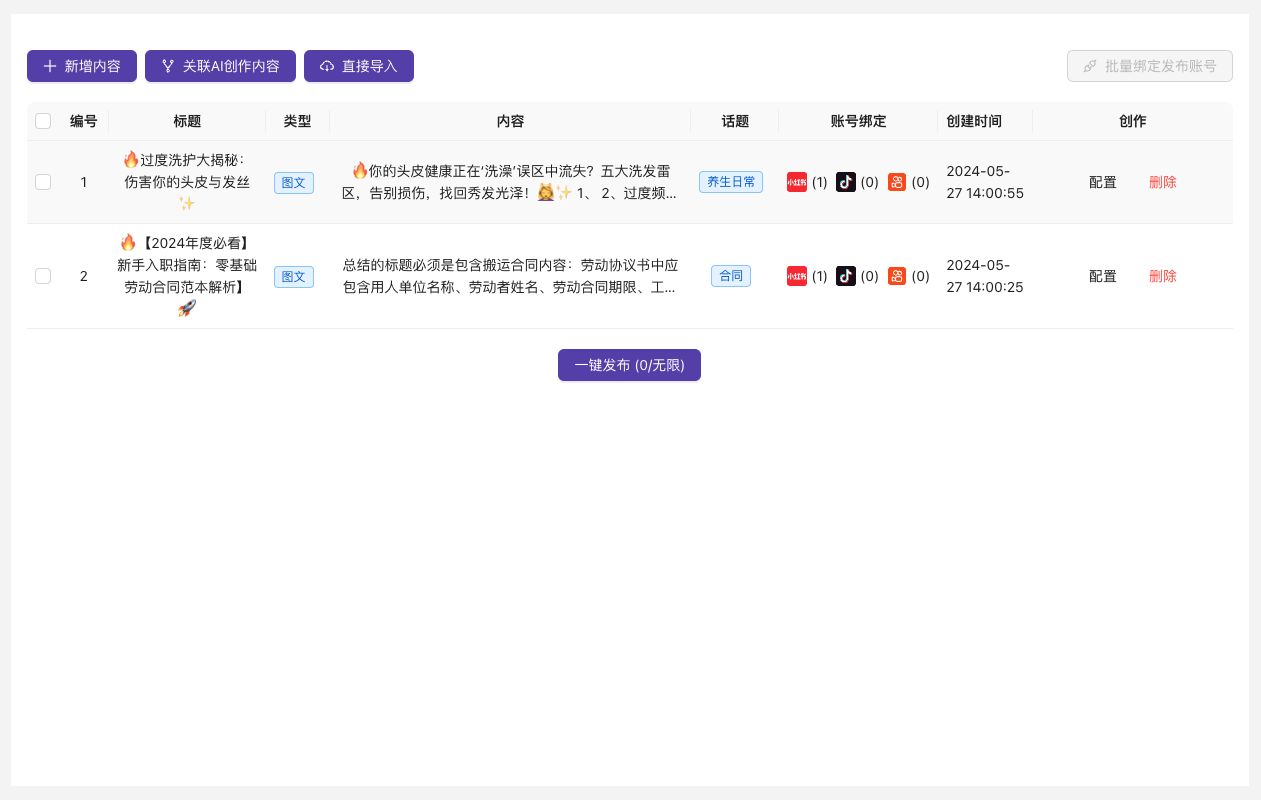 新增内容
关联AI创作内容
直接导入
批量绑定发布账号
编号 标题 类型 内容 话题 账号绑定 创建时间 创作
1
🔥过度洗护大揭秘：
伤害你的头皮与发丝
✨
图文
🔥你的头皮健康正在‘洗澡’误区中流失？五大洗发雷
区，告别损伤，找回秀发光泽！💆✨ 1、 2、过度频...
养生日常
小红书 (1) (0) (0)
2024-05-
27 14:00:55
配置 删除
2
🔥【2024年度必看】
新手入职指南：零基础
劳动合同范本解析】
🚀
图文
总结的标题必须是包含搬运合同内容：劳动协议书中应
包含用人单位名称、劳动者姓名、劳动合同期限、工...
合同
小红书 (1) (0) (0)
2024-05-
27 14:00:25
配置 删除
一键发布 (0/无限)